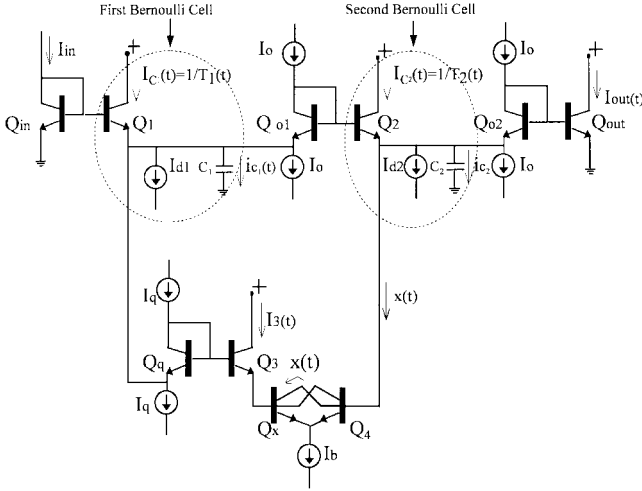 First Bernoulli Cell
Second Bernoulli Cell
Iin
+
IC1(t)=1/T1(t)
Io
+
IC2(t)=1/T2(t)
Io
+
Iout(t)
Qin
Q1
Qo1
Q2
Qo2
Qout
Id1
C1
Ic1(t)
Io
Id2
C2
Ic2
Io
Iq
+
I3(t)
x(t)
Qq
Q3
x(t)
Iq
Qx
Q4
Ib